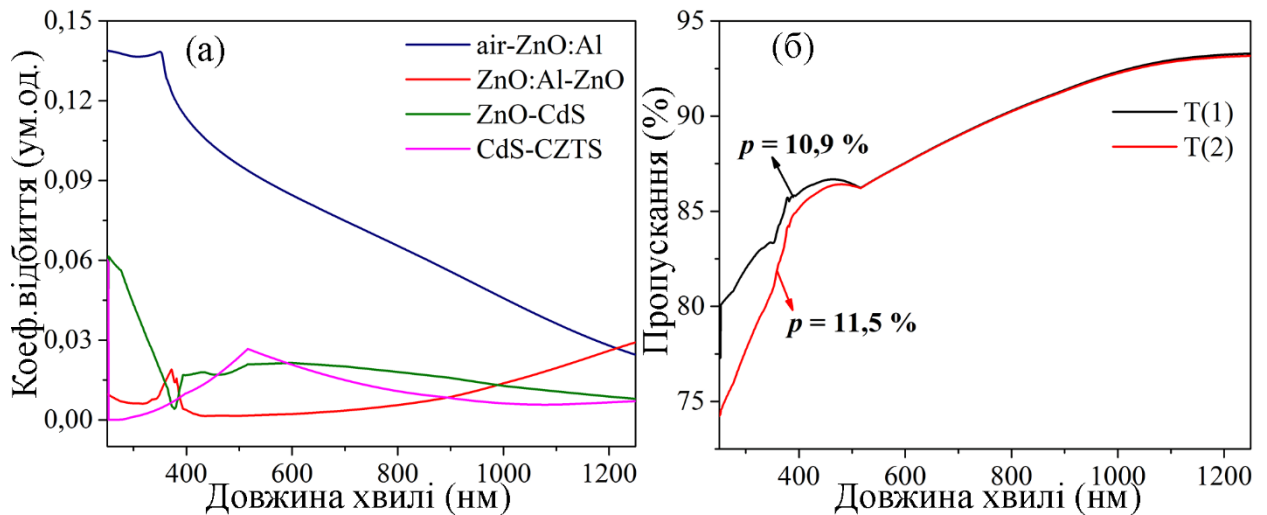 (а)
air-ZnO:Al
ZnO:Al-ZnO
ZnO-CdS
CdS-CZTS
Коеф.відбиття (ум.од.)
0,15
0,12
0,09
0,06
0,03
0,00
400 600 800 1000 1200
Довжина хвилі (нм)
(б)
T(1)
T(2)
p = 10,9 %
p = 11,5 %
Пропускання (%)
95
90
85
80
75
400 600 800 1000 1200
Довжина хвилі (нм)